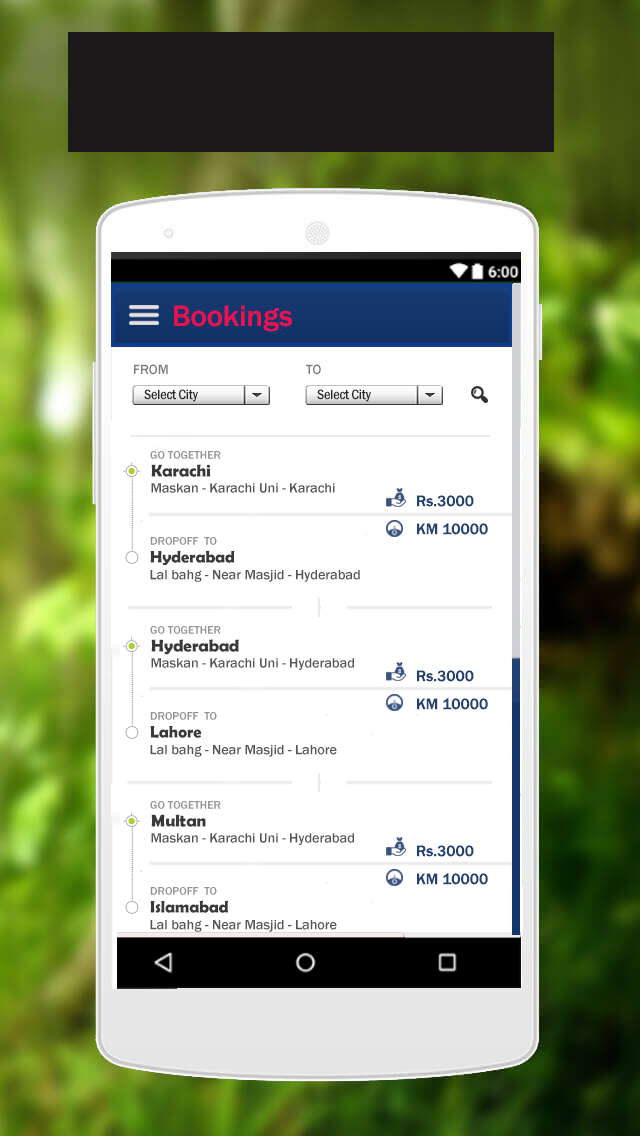 6:00
Bookings
FROM TO
Select City Select City
GO TOGETHER
Karachi
Maskan - Karachi Uni - Karachi
Rs.3000
KM 10000
DROPOFF TO
Hyderabad
Lal bahg - Near Masjid - Hyderabad
GO TOGETHER
Hyderabad
Maskan - Karachi Uni - Hyderabad
Rs.3000
KM 10000
DROPOFF TO
Lahore
Lal bahg - Near Masjid - Lahore
GO TOGETHER
Multan
Maskan - Karachi Uni - Hyderabad
Rs.3000
KM 10000
DROPOFF TO
Islamabad
Lal bahg - Near Masjid - Lahore